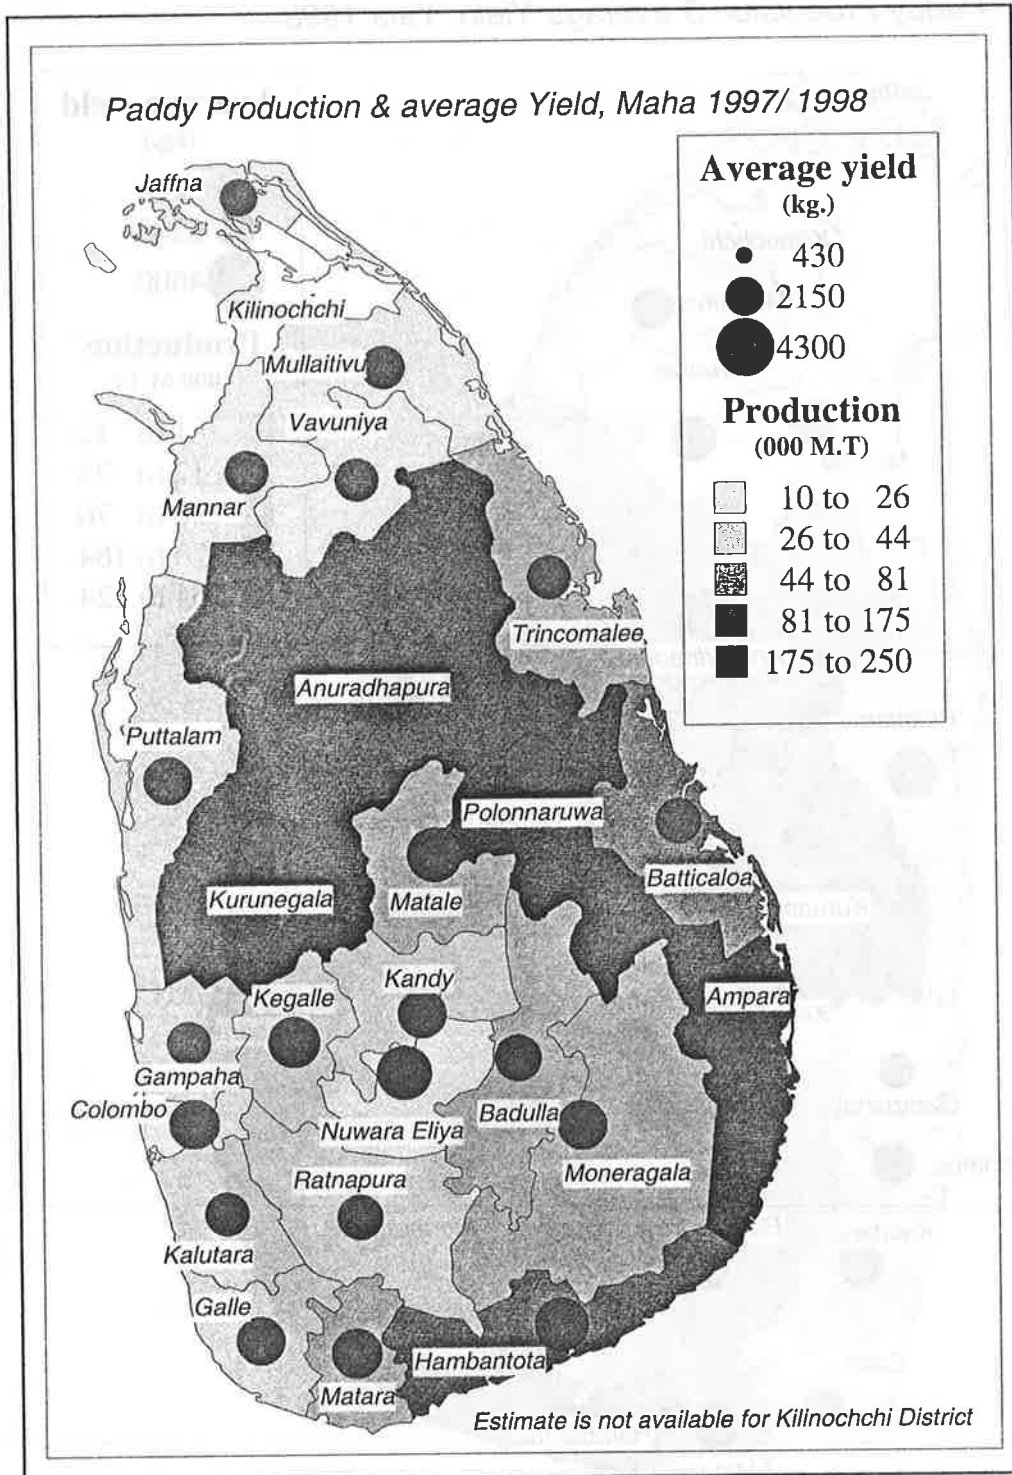 Paddy Production & average Yield, Maha 1997/ 1998
Average yield
(kg.)
430
2150
4300
Production
(000 M.T)
10 to 26
26 to 44
44 to 81
81 to 175
175 to 250
Jaffna
Kilinochchi
Mullaitivu
Vavuniya
Mannar
Trincomalee
Anuradhapura
Puttalam
Polonnaruwa
Batticaloa
Kurunegala
Matale
Kandy
Kegalle
Ampara
Gampaha
Colombo
Nuwara Eliya
Badulla
Moneragala
Ratnapura
Kalutara
Galle
Hambantota
Matara
Estimate is not available for Kilinochchi District